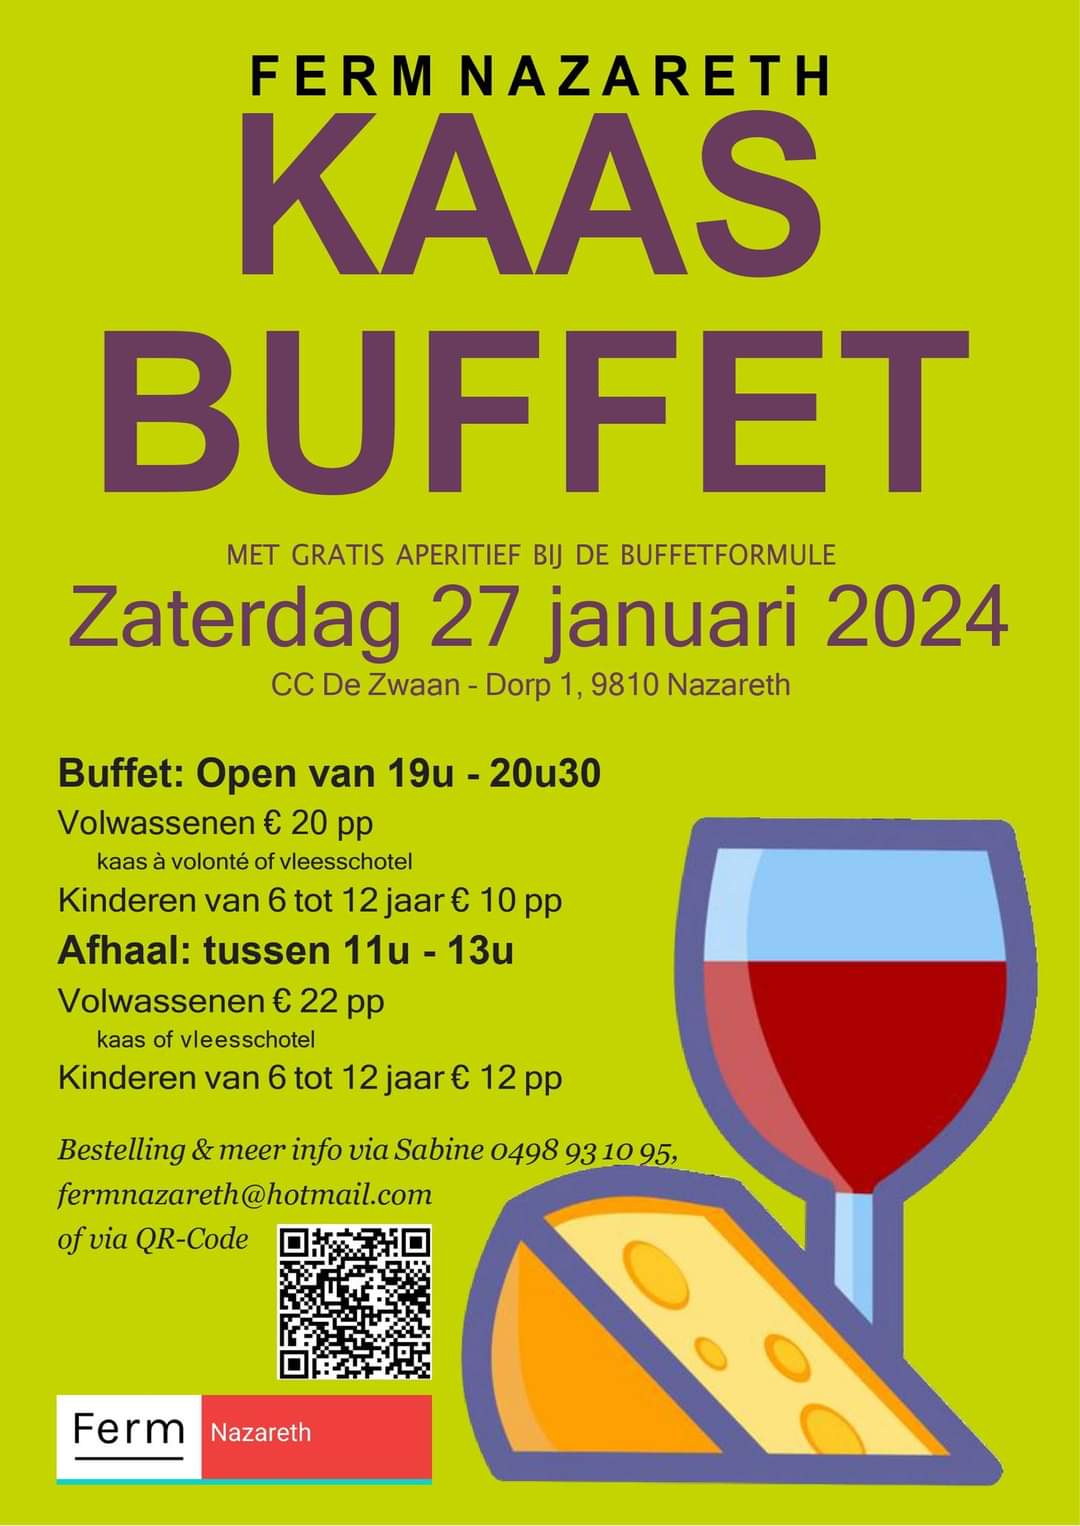 FERM NAZARETH
KAAS
BUFFET
MET GRATIS APERITIEF BIJ DE BUFFETFORMULE
Zaterdag 27 januari 2024
CC De Zwaan - Dorp 1, 9810 Nazareth
Buffet: Open van 19u - 20u30
Volwassenen € 20 pp
kaas à volonté of vleesschotel
Kinderen van 6 tot 12 jaar € 10 pp
Afhaal: tussen 11u - 13u
Volwassenen € 22 pp
kaas of vleesschotel
Kinderen van 6 tot 12 jaar € 12 pp
Bestelling & meer info via Sabine 0498 93 10 95,
fermnazareth@hotmail.com
of via QR-Code
Ferm Nazareth